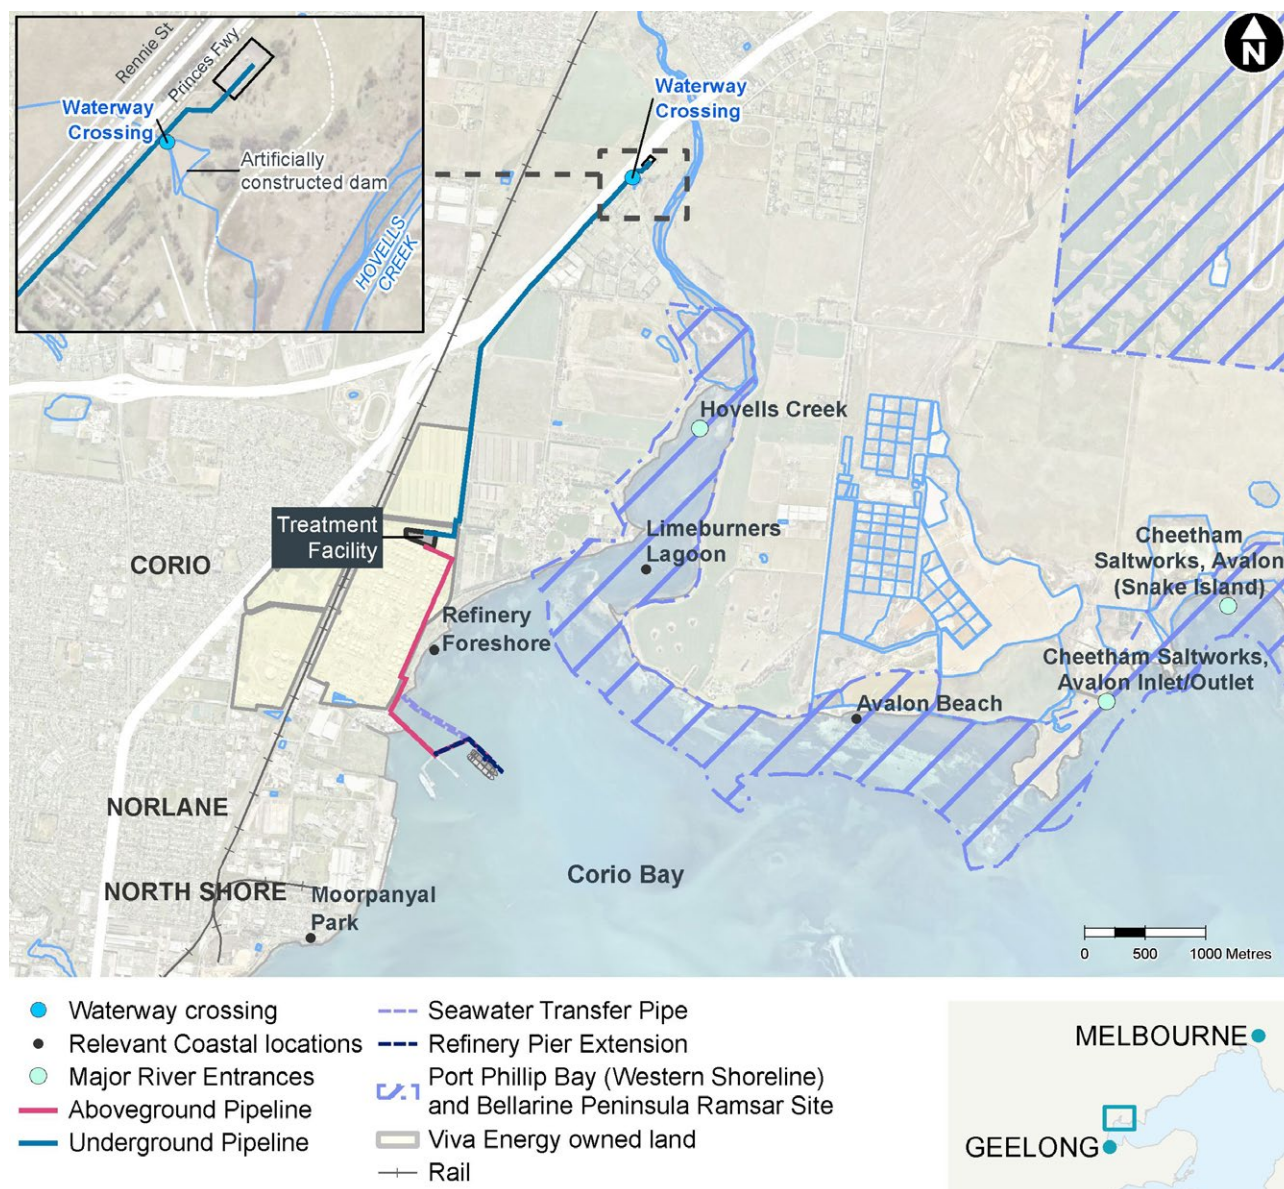 Rennie St
Princes Fwy
Waterway
Crossing
Artificially
constructed dam
HOVELLS
CREEK
Waterway
Crossing
N
Hovells Creek
Treatment
Facility
Limeburners
Lagoon
CORIO
Cheetham
Saltworks, Avalon
(Snake Island)
Refinery
Foreshore
Cheetham Saltworks,
Avalon Inlet/Outlet
Avalon Beach
NORLANE
Corio Bay
NORTH SHORE
Moorpanyal
Park
0 500 1000 Metres
Waterway crossing
Relevant Coastal locations
Major River Entrances
Aboveground Pipeline
Underground Pipeline
Seawater Transfer Pipe
Refinery Pier Extension
Port Phillip Bay (Western Shoreline)
and Bellarine Peninsula Ramsar Site
Viva Energy owned land
Rail
MELBOURNE
GEELONG